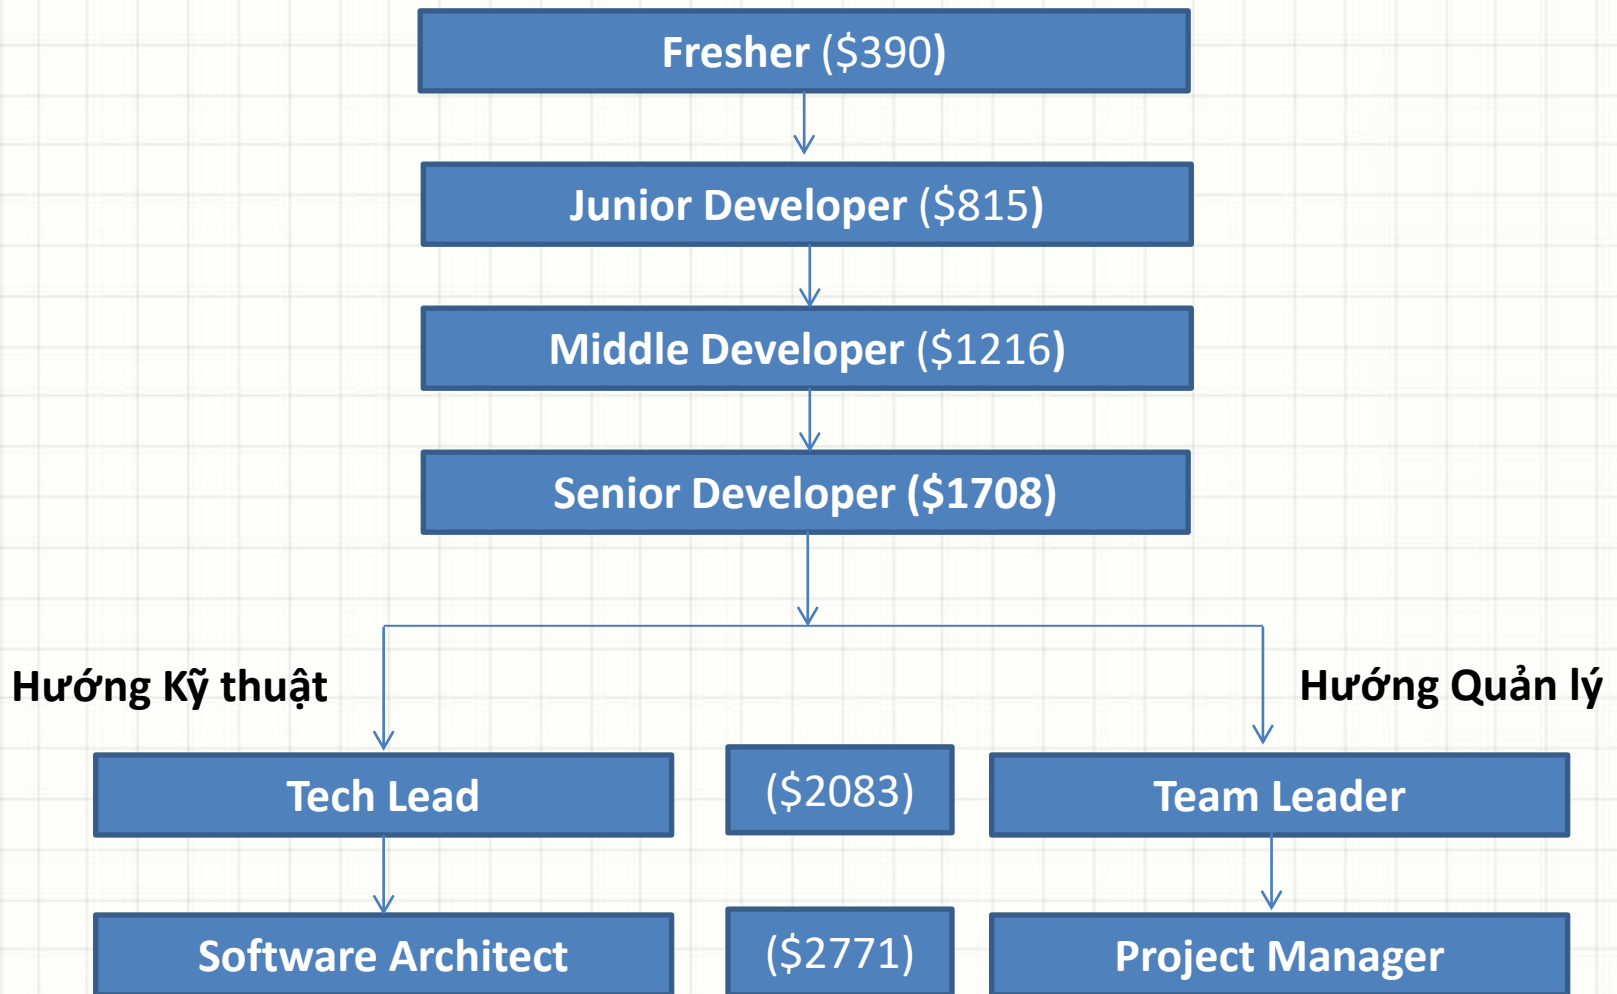 Fresher ($390)
Junior Developer ($815)
Middle Developer ($1216)
Senior Developer ($1708)
Hướng Kỹ thuật
Hướng Quản lý
Tech Lead
($2083)
Team Leader
Software Architect
($2771)
Project Manager